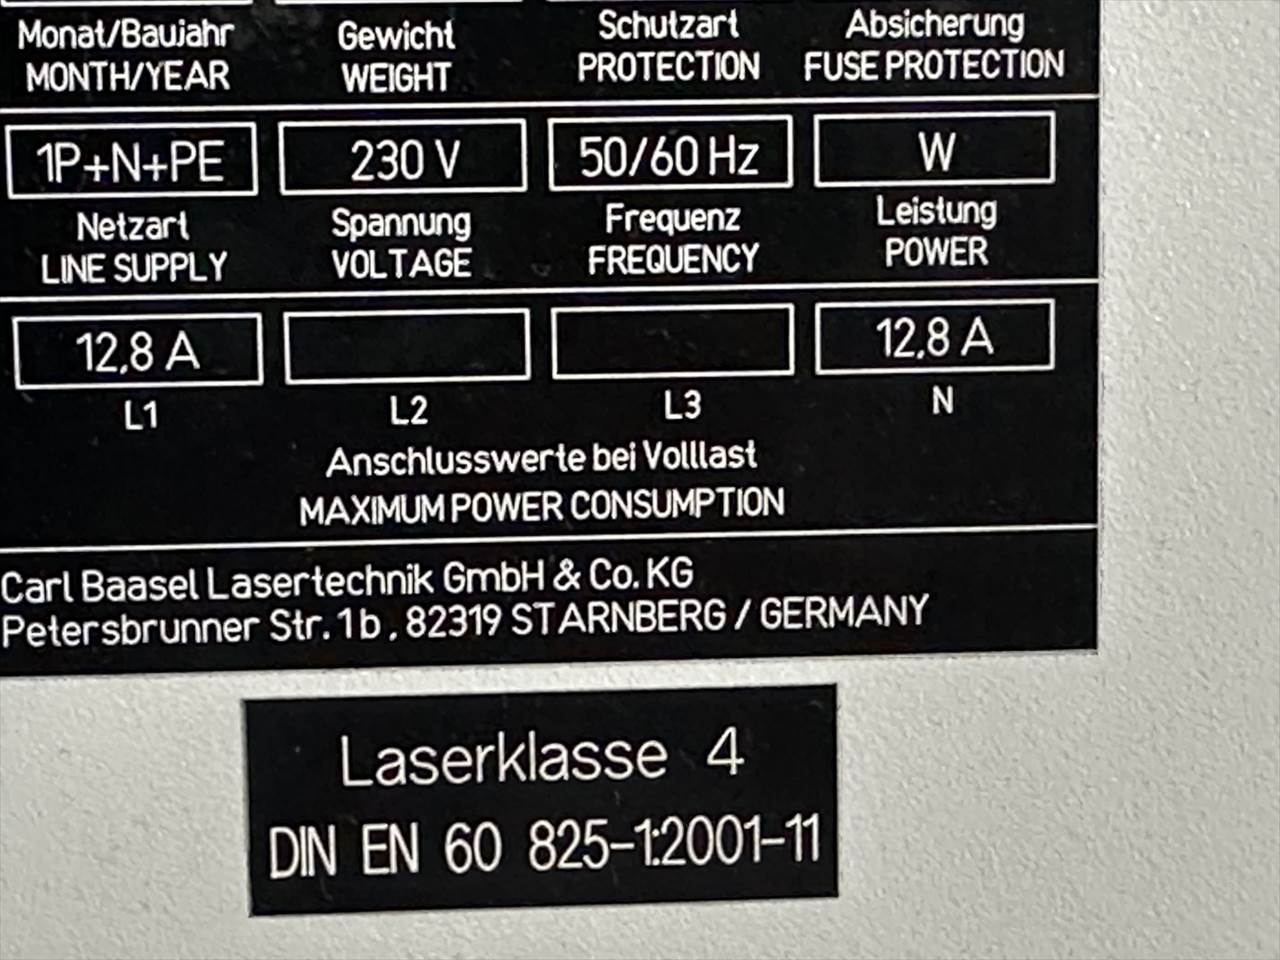 Monat/Baujahr Gewicht Schutzart Absicherung
MONTH/YEAR WEIGHT PROTECTION FUSE PROTECTION
1P+N+PE 230 V 50/60 Hz W
Netzart Spannung Frequenz Leistung
LINE SUPPLY VOLTAGE FREQUENCY POWER
12,8 A 12,8 A
L1 L2 L3 N
Anschlusswerte bei Volllast
MAXIMUM POWER CONSUMPTION
Carl Baasel Lasertechnik GmbH & Co. KG
Petersbrunner Str. 1b, 82319 STARNBERG / GERMANY
Laserklasse 4
DIN EN 60 825-1:2001-11